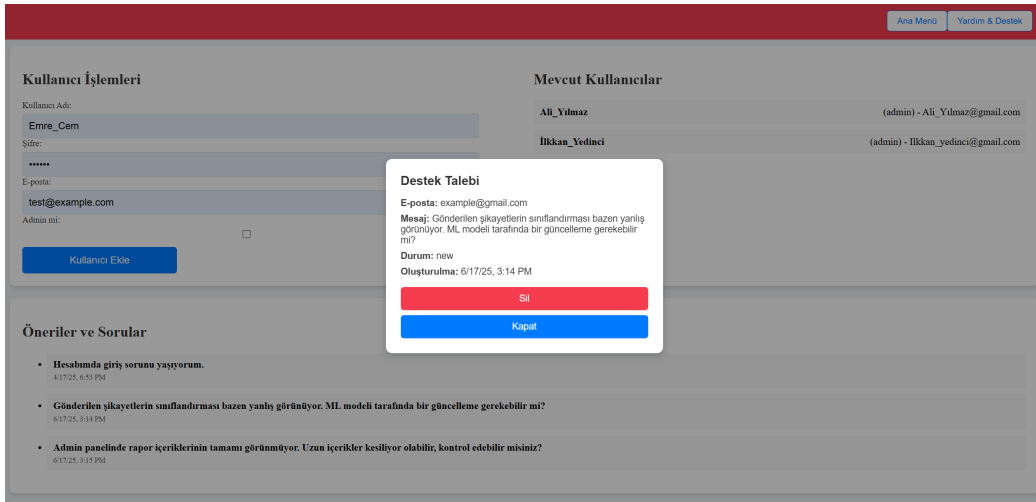 Ana Menü
Yardım & Destek
Kullanıcı İşlemleri
Kullanıcı Adı:
Emre_Cem
Şifre:
••••••
E-posta:
test@example.com
Admin mi:
Kullanıcı Ekle
Mevcut Kullanıcılar
Ali_Yılmaz (admin) - Ali_Yılmaz@gmail.com
İlkkan_Yedinci (admin) - Ilkkan_yedinci@gmail.com
Destek Talebi
E-posta: example@gmail.com
Mesaj: Gönderilen şikayetlerin sınıflandırması bazen yanlış
görünüyor. ML modeli tarafında bir güncelleme gerekebilir
mi?
Durum: new
Oluşturulma: 6/17/25, 3:14 PM
Sil
Kapat
Öneriler ve Sorular
• Hesabımda giriş sorunu yaşıyorum.
4/17/25, 6:53 PM
• Gönderilen şikayetlerin sınıflandırması bazen yanlış görünüyor. ML modeli tarafında bir güncelleme gerekebilir mi?
6/17/25, 3:14 PM
• Admin panelinde rapor içeriklerinin tamamı görünmüyor. Uzun içerikler kesiliyor olabilir, kontrol edebilir misiniz?
6/17/25, 3:15 PM